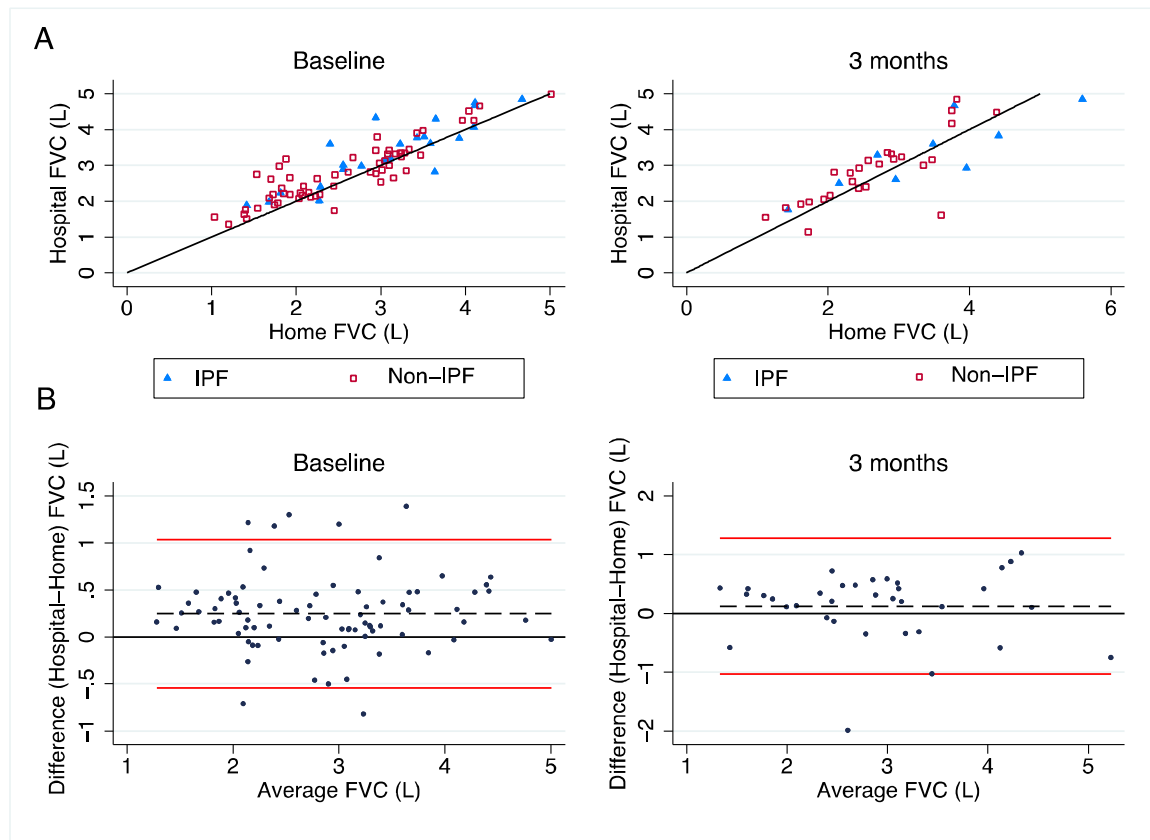 A
Baseline
3 months
Hospital FVC (L)
5
4
3
2
1
0
0 1 2 3 4 5
Home FVC (L)
Hospital FVC (L)
5
4
3
2
1
0
0 2 4 6
Home FVC (L)
IPF Non–IPF
IPF Non–IPF
B
Baseline
3 months
Difference (Hospital–Home) FVC (L)
1.5
1
.5
0
–.5
–1
1 2 3 4 5
Average FVC (L)
Difference (Hospital–Home) FVC (L)
2
1
0
–1
–2
1 2 3 4 5
Average FVC (L)